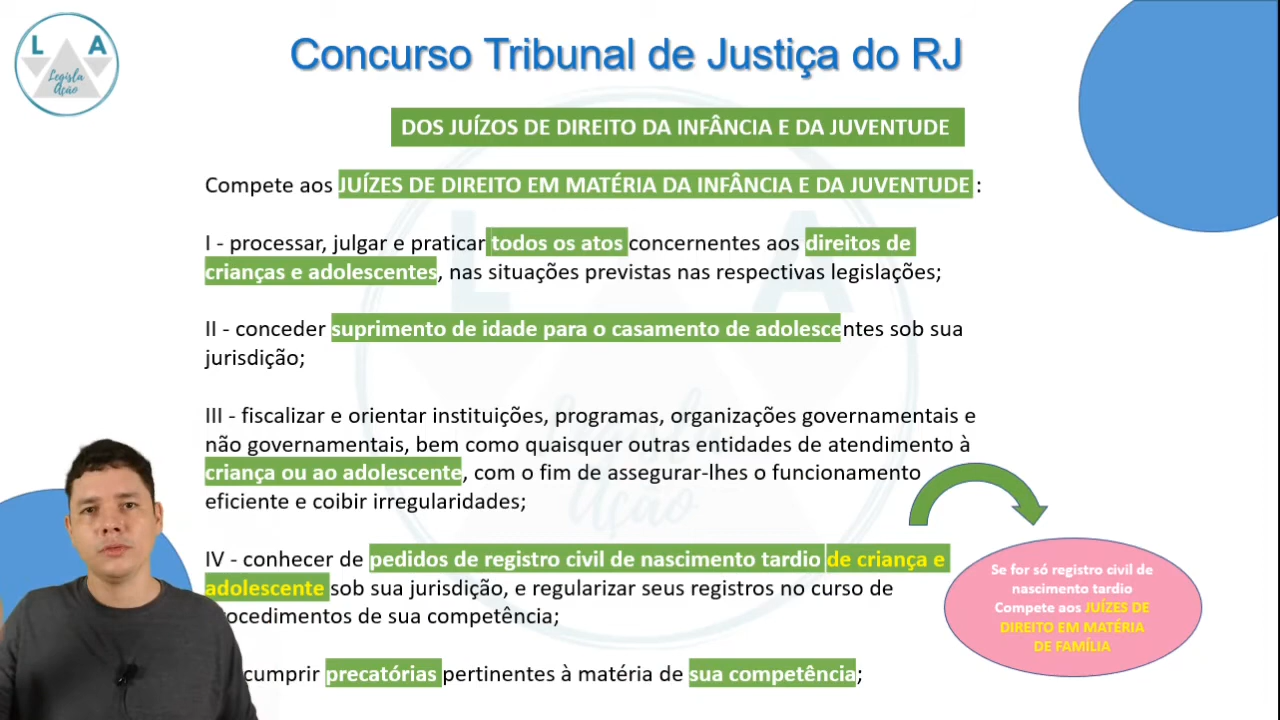 L A
Legisla
Ação
Concurso Tribunal de Justiça do RJ
DOS JUÍZOS DE DIREITO DA INFÂNCIA E DA JUVENTUDE
Compete aos JUÍZES DE DIREITO EM MATÉRIA DA INFÂNCIA E DA JUVENTUDE :
I - processar, julgar e praticar todos os atos concernentes aos direitos de
crianças e adolescentes, nas situações previstas nas respectivas legislações;
II - conceder suprimento de idade para o casamento de adolescentes sob sua
jurisdição;
III - fiscalizar e orientar instituições, programas, organizações governamentais e
não governamentais, bem como quaisquer outras entidades de atendimento à
criança ou ao adolescente, com o fim de assegurar-lhes o funcionamento
eficiente e coibir irregularidades;
IV - conhecer de pedidos de registro civil de nascimento tardio de criança e
adolescente sob sua jurisdição, e regularizar seus registros no curso de
ocedimentos de sua competência;
cumprir precatórias pertinentes à matéria de sua competência;
Se for só registro civil de
nascimento tardio
Compete aos JUÍZES DE
DIREITO EM MATÉRIA
DE FAMÍLIA